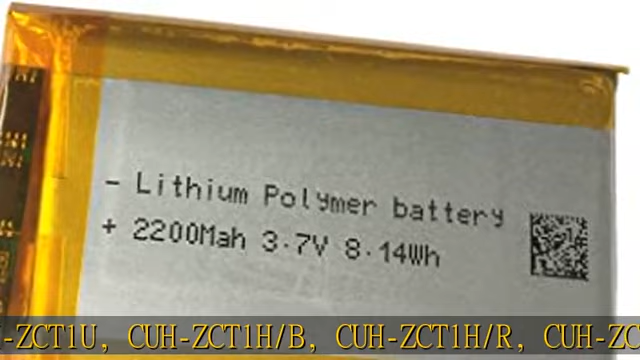 - Lithium Polymer battery
+ 2200Mah 3.7V 8.14Wh
-ZCT1U, CUH-ZCT1H/B, CUH-ZCT1H/R, CUH-ZC